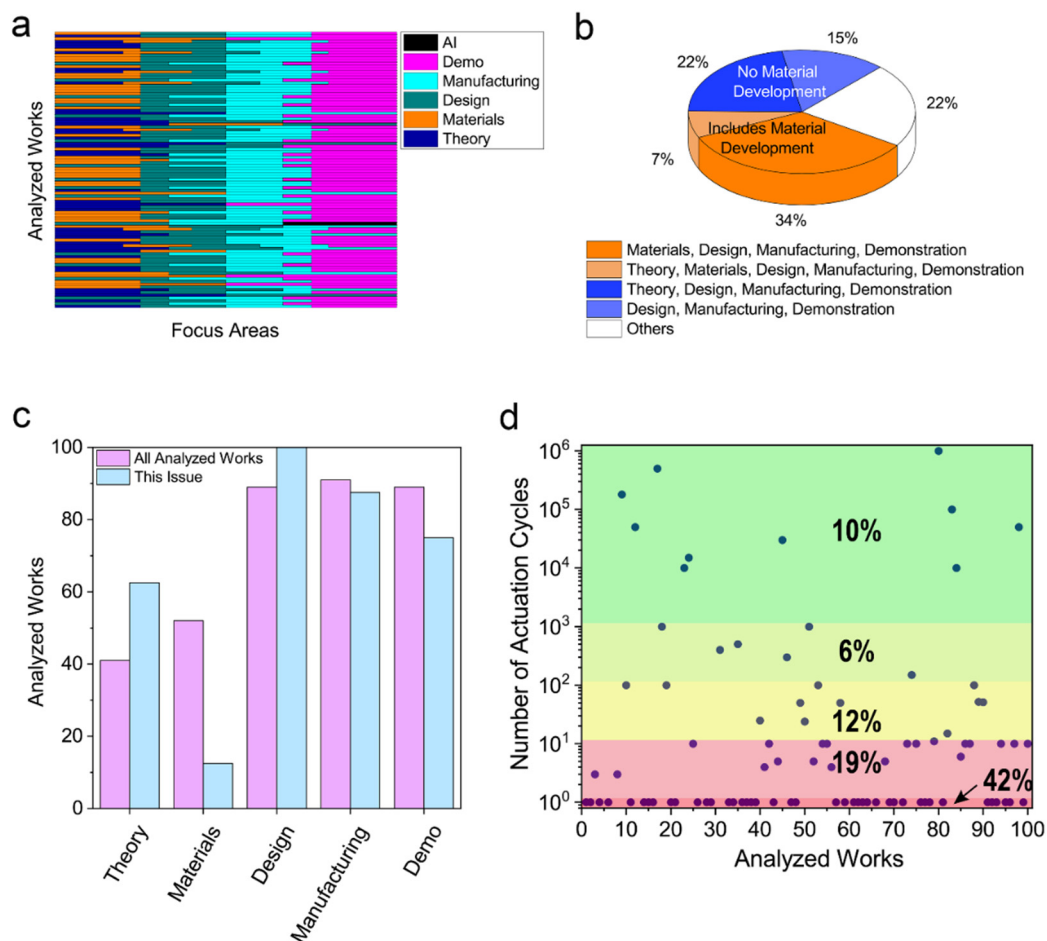 a
AI
Demo
Manufacturing
Design
Materials
Theory
Analyzed Works
Focus Areas
b
15%
22%
No Material
Development
22%
Includes Material
Development
7%
34%
Materials, Design, Manufacturing, Demonstration
Theory, Materials, Design, Manufacturing, Demonstration
Theory, Design, Manufacturing, Demonstration
Design, Manufacturing, Demonstration
Others
c
100
80
60
40
20
0
All Analyzed Works
This Issue
Analyzed Works
Theory
Materials
Design
Manufacturing
Demo
d
Number of Actuation Cycles
10⁶
10⁵
10⁴
10³
10²
10¹
10⁰
10%
6%
12%
19%
42%
0 10 20 30 40 50 60 70 80 90 100
Analyzed Works